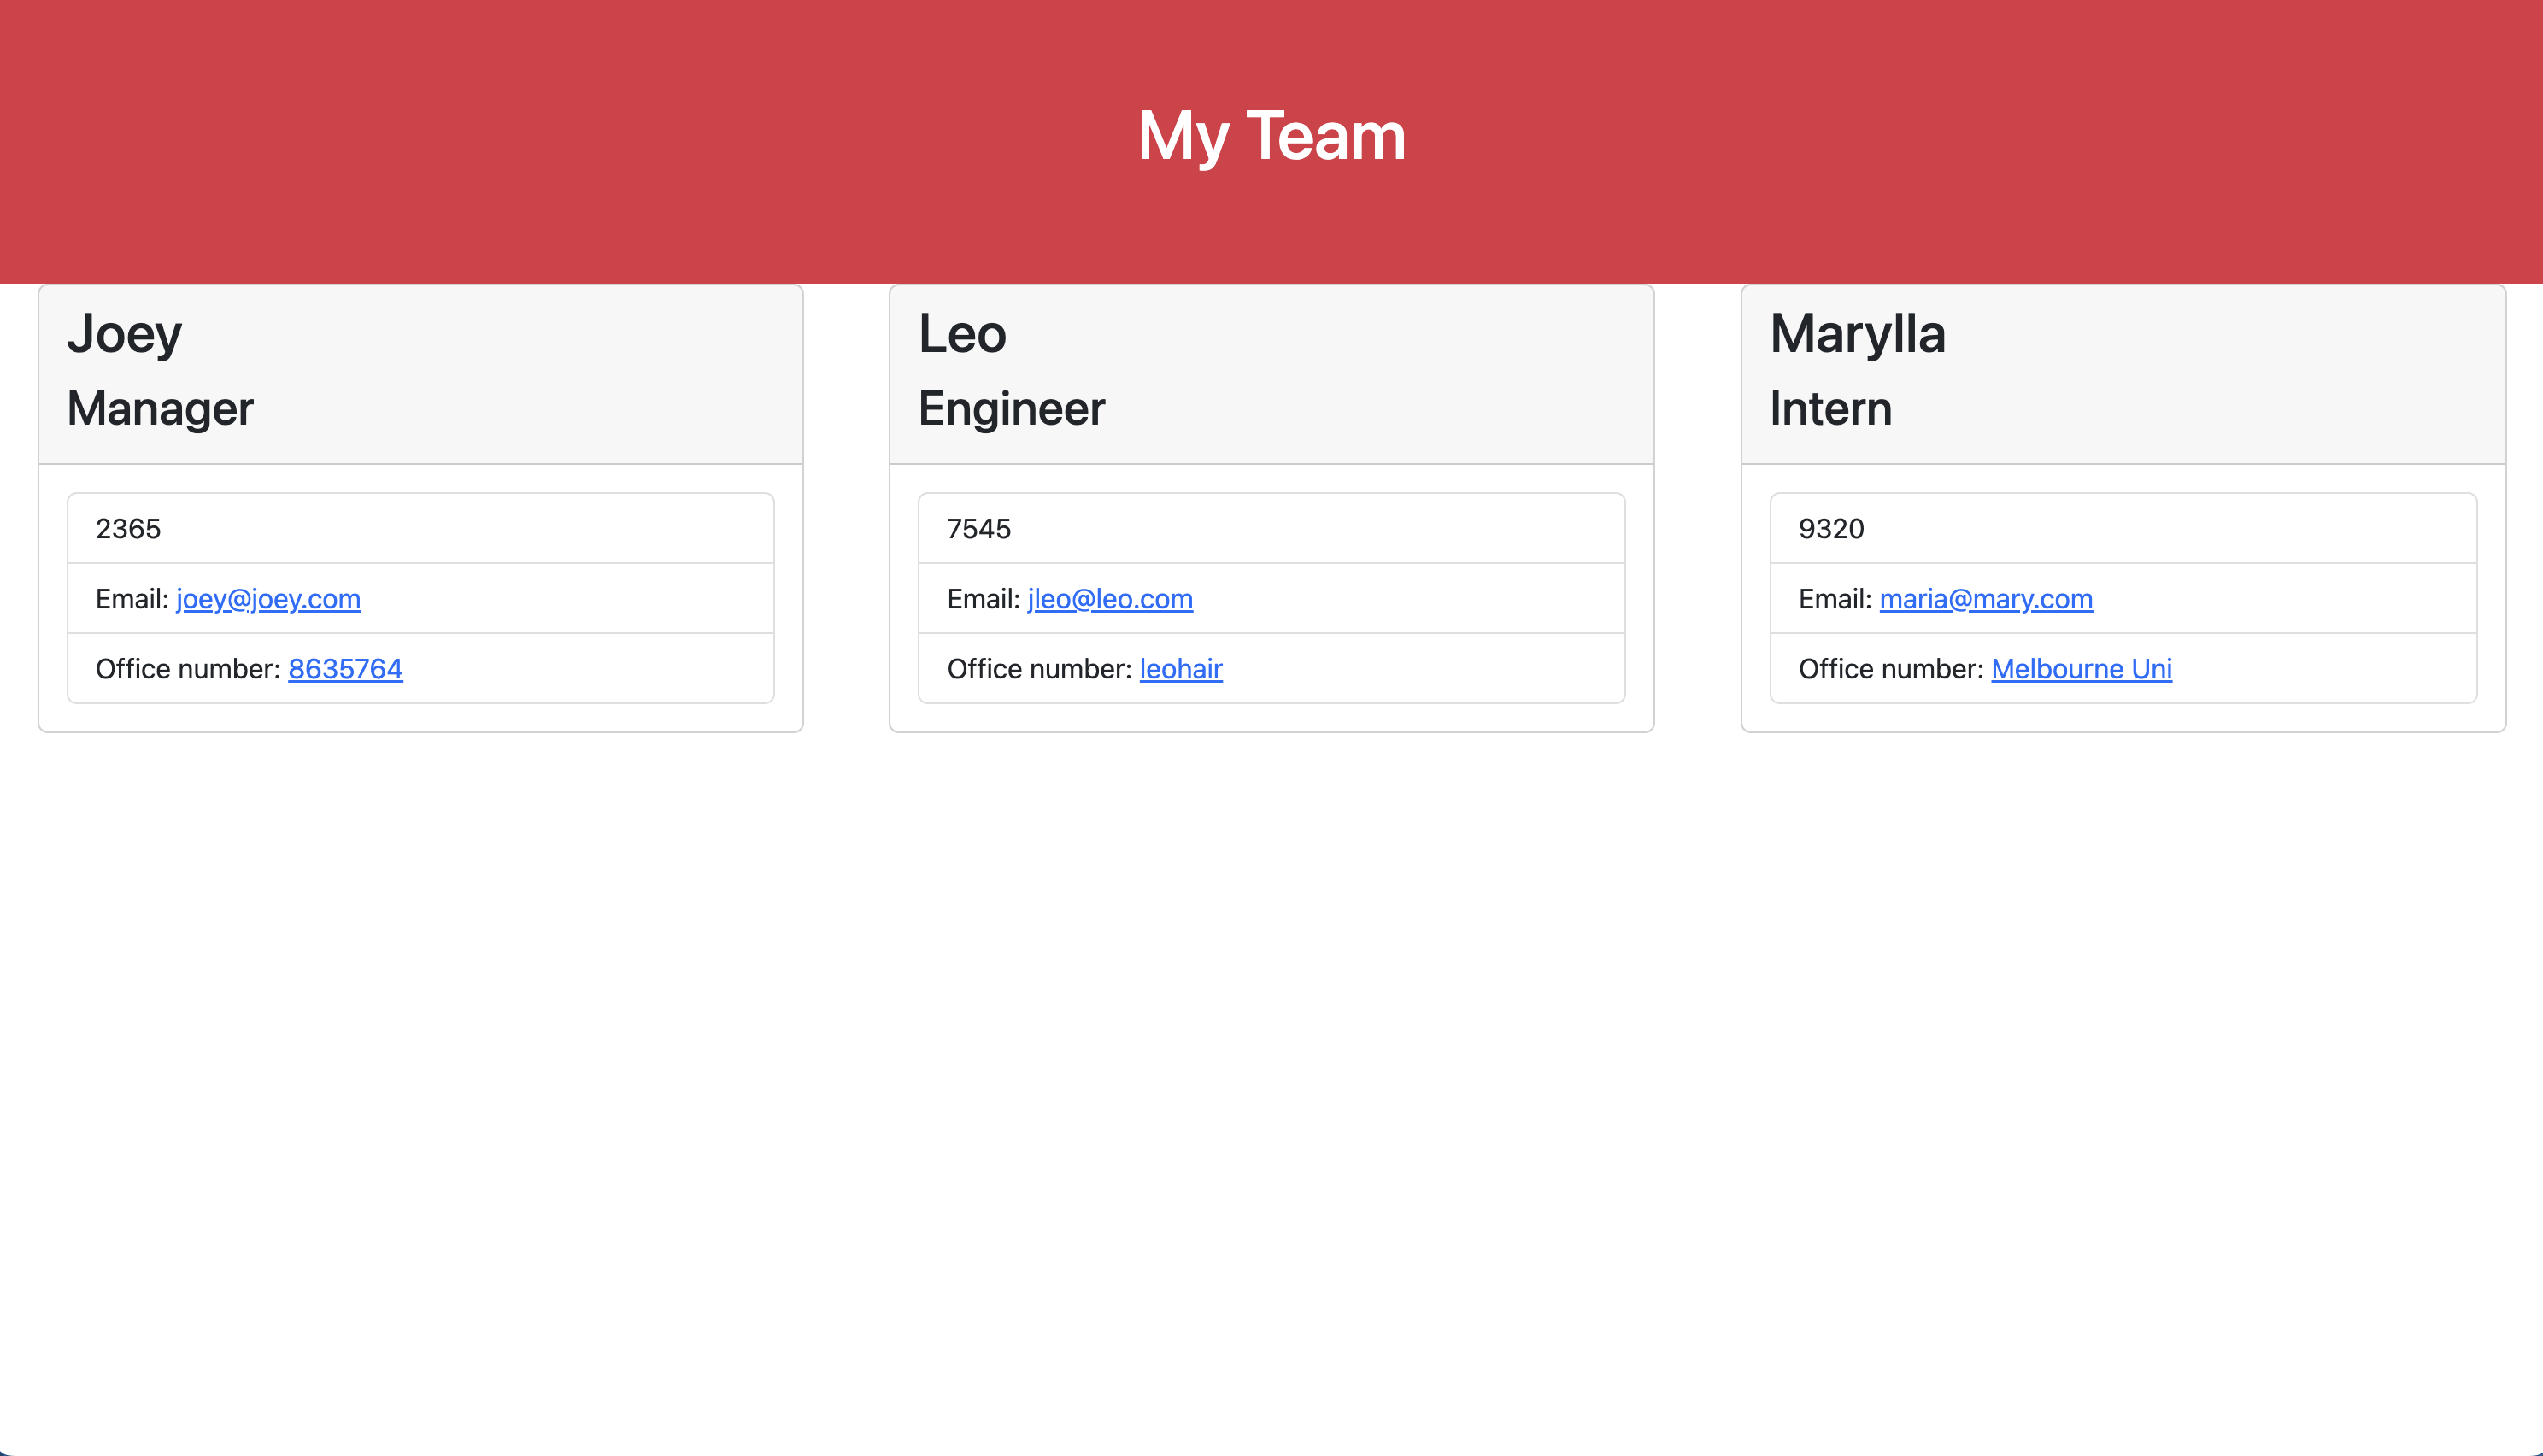 My Team
Joey
Manager
2365
Email: joey@joey.com
Office number: 8635764
Leo
Engineer
7545
Email: jleo@leo.com
Office number: leohair
Marylla
Intern
9320
Email: maria@mary.com
Office number: Melbourne Uni